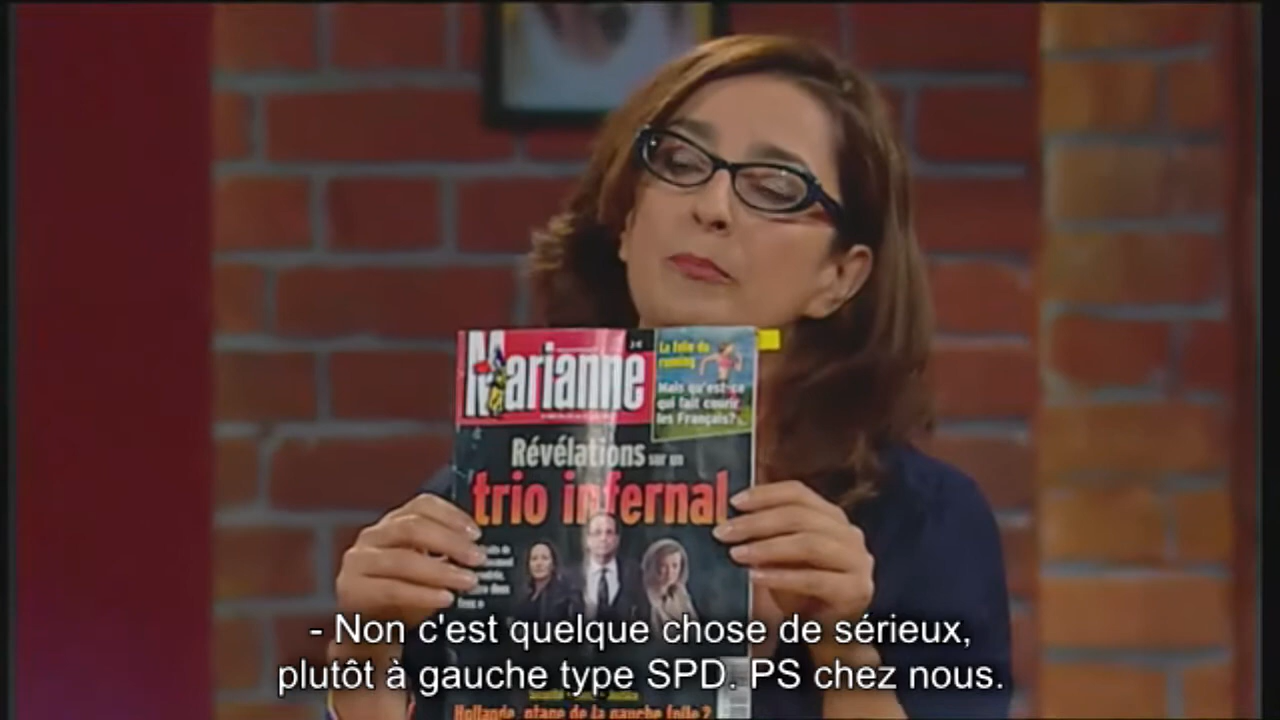 Marianne
La folie du
running
Mais qu'est-ce
qui fait courir
les Français?
Révélations sur un
trio infernal
- Non c'est quelque chose de sérieux,
plutôt à gauche type SPD. PS chez nous.
Hollande, otage de la gauche folle?